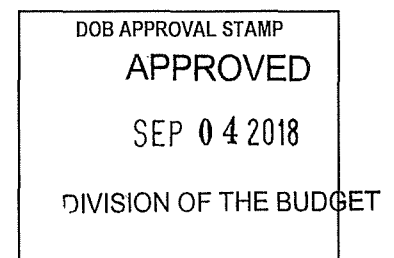 DOB APPROVAL STAMP
APPROVED
SEP 04 2018
DIVISION OF THE BUDGET